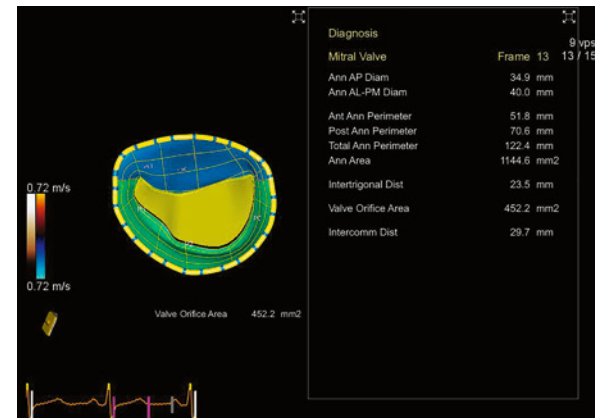 Diagnosis
9 vps
Mitral Valve Frame 13 13 / 15
Ann AP Diam 34.9 mm
Ann AL-PM Diam 40.0 mm
Ant Ann Perimeter 51.8 mm
Post Ann Perimeter 70.6 mm
Total Ann Perimeter 122.4 mm
Ann Area 1144.6 mm2
Intertrigonal Dist 23.5 mm
Valve Orifice Area 452.2 mm2
Intercomm Dist 29.7 mm
0.72 m/s
P2
0.72 m/s
Valve Orifice Area 452.2 mm2